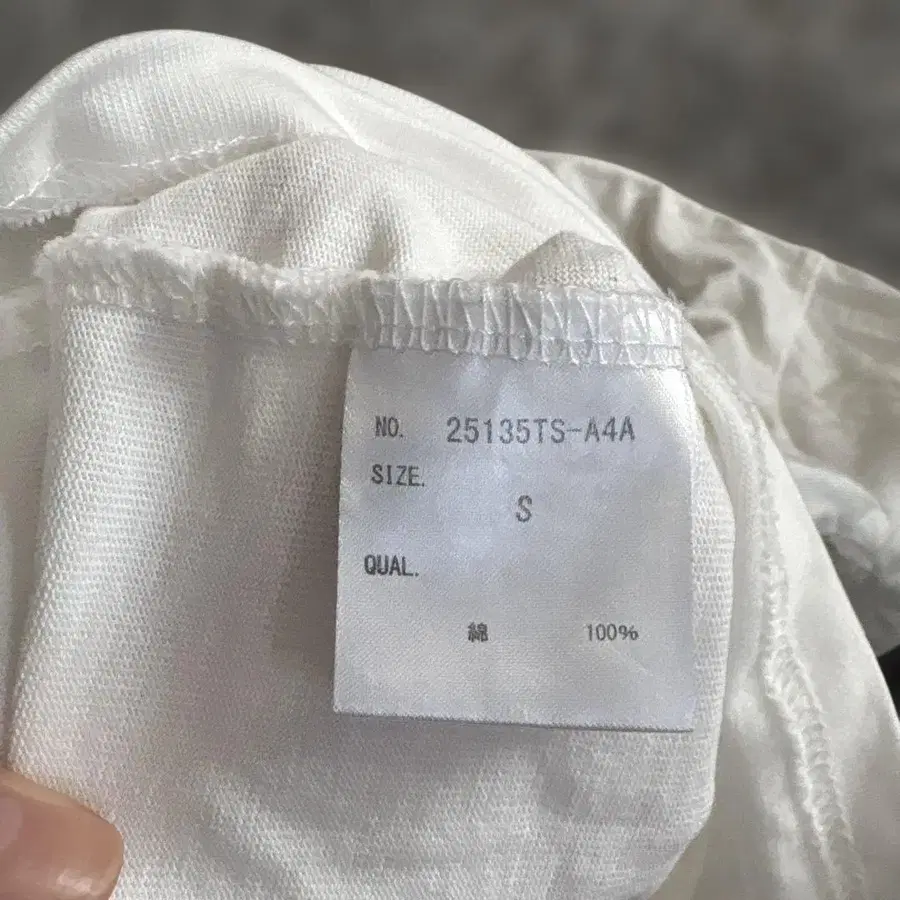 NO. 25135TS-A4A
SIZE.
S
QUAL.
綿 100%